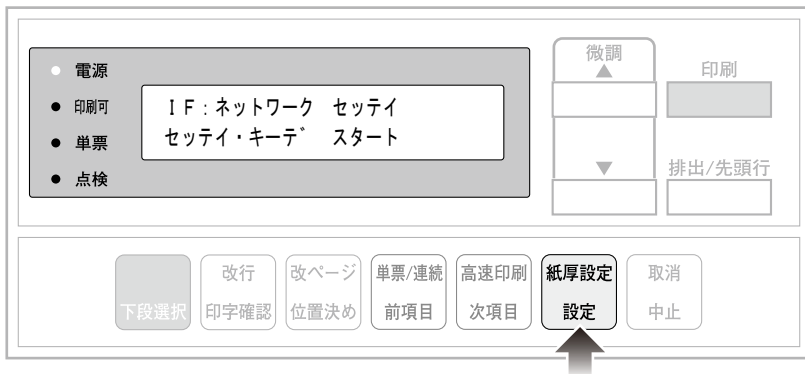 電源
印刷可
単票
点検
ＩＦ：ネットワーク　セッテイ
セッテイ・キーデ゛　スタート
微調
▲
▼
印刷
排出/先頭行
下段選択
改行
印字確認
改ページ
位置決め
単票/連続
前項目
高速印刷
次項目
紙厚設定
設定
取消
中止